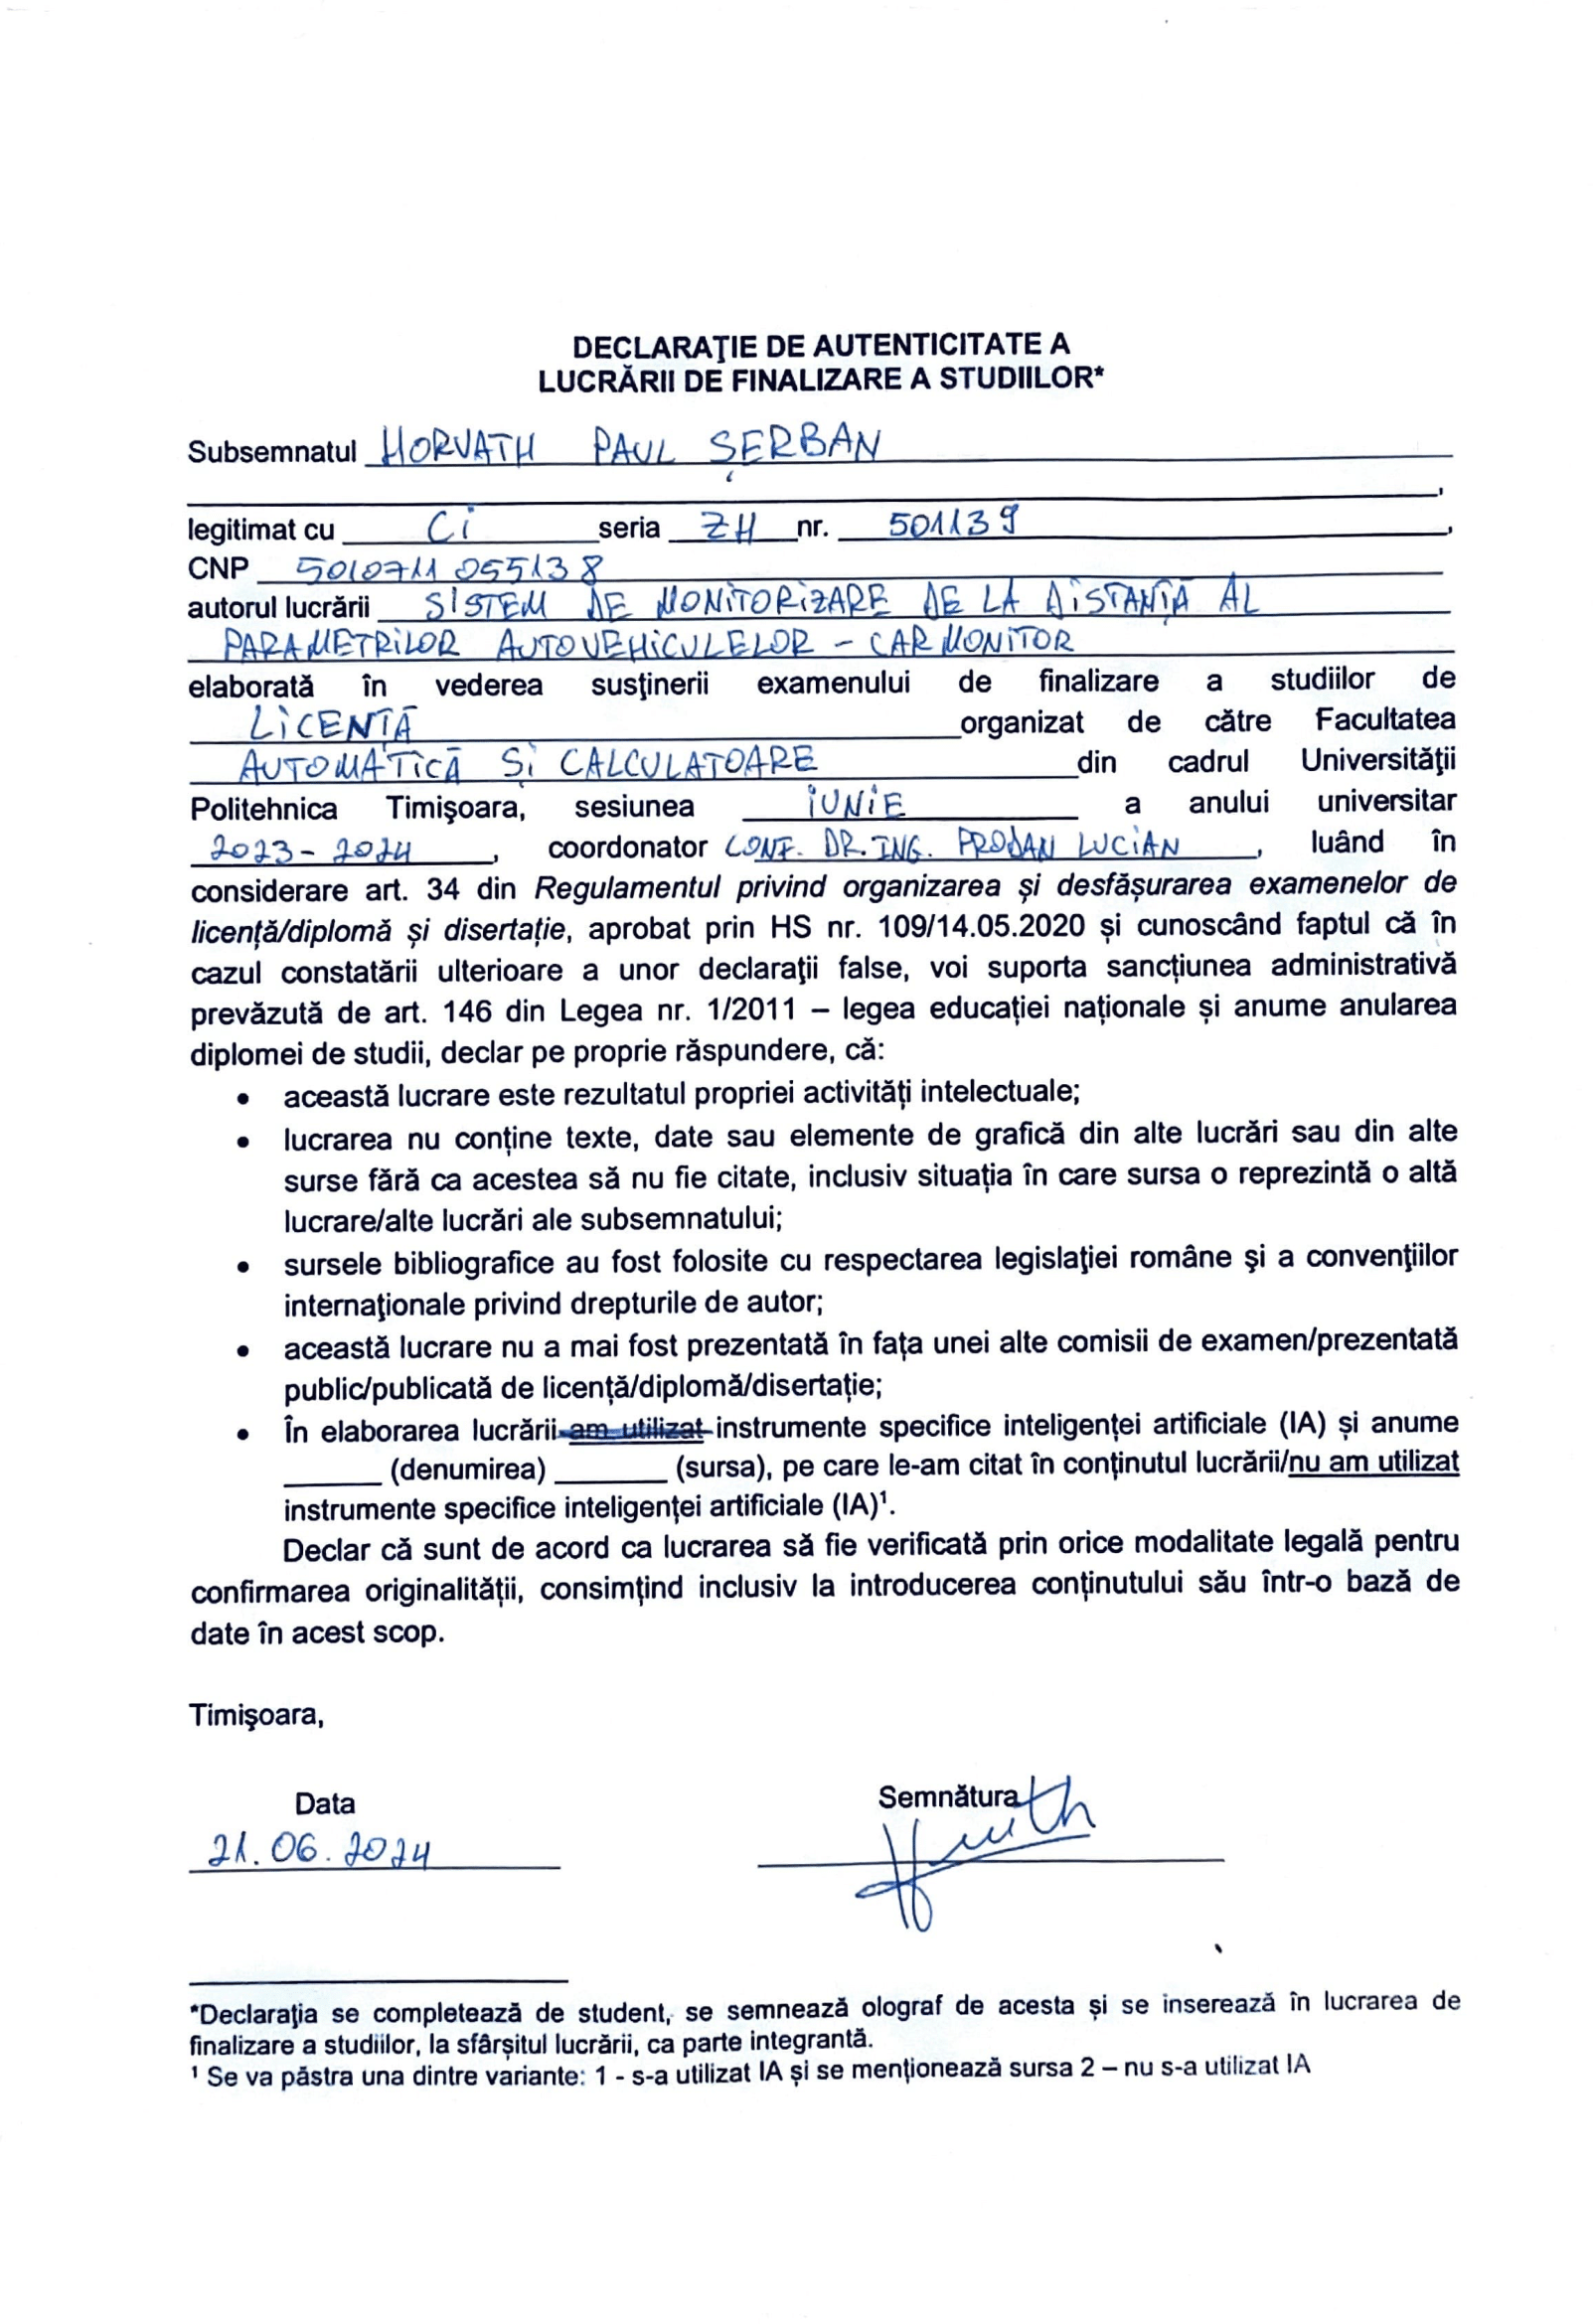 DECLARAŢIE DE AUTENTICITATE A
LUCRĂRII DE FINALIZARE A STUDIILOR*
Subsemnatul HORVATH PAUL ȘERBAN
,
legitimat cu Ci seria ZH nr. 501139 ,
CNP 5010711055138
autorul lucrării SISTEM DE MONiTORiZARE DE LA DiSTANȚĂ AL
PARAMETRiLOR AUTOVEHiCULELOR – CAR MONiTOR
elaborată în vederea susţinerii examenului de finalizare a studiilor de
LiCENȚĂ organizat de către Facultatea
AUTOMATiCĂ Și CALCULATOARE din cadrul Universităţii
Politehnica Timişoara, sesiunea iUNiE a anului universitar
2023 - 2024 , coordonator CONF. DR. ING. PRODAN LUCiAN , luând în
considerare art. 34 din Regulamentul privind organizarea și desfășurarea examenelor de
licență/diplomă și disertație, aprobat prin HS nr. 109/14.05.2020 și cunoscând faptul că în
cazul constatării ulterioare a unor declaraţii false, voi suporta sancțiunea administrativă
prevăzută de art. 146 din Legea nr. 1/2011 – legea educației naționale și anume anularea
diplomei de studii, declar pe proprie răspundere, că:
• această lucrare este rezultatul propriei activități intelectuale;
• lucrarea nu conține texte, date sau elemente de grafică din alte lucrări sau din alte
surse fără ca acestea să nu fie citate, inclusiv situația în care sursa o reprezintă o altă
lucrare/alte lucrări ale subsemnatului;
• sursele bibliografice au fost folosite cu respectarea legislaţiei române şi a convenţiilor
internaţionale privind drepturile de autor;
• această lucrare nu a mai fost prezentată în fața unei alte comisii de examen/prezentată
public/publicată de licență/diplomă/disertație;
• În elaborarea lucrării am utilizat instrumente specifice inteligenței artificiale (IA) și anume
______ (denumirea) _______ (sursa), pe care le-am citat în conținutul lucrării/nu am utilizat
instrumente specifice inteligenței artificiale (IA)¹.
Declar că sunt de acord ca lucrarea să fie verificată prin orice modalitate legală pentru
confirmarea originalității, consimțind inclusiv la introducerea conținutului său într-o bază de
date în acest scop.
Timişoara,
Data Semnătura
21.06.2024
*Declaraţia se completează de student, se semnează olograf de acesta și se inserează în lucrarea de
finalizare a studiilor, la sfârșitul lucrării, ca parte integrantă.
¹ Se va păstra una dintre variante: 1 - s-a utilizat IA și se menționează sursa 2 – nu s-a utilizat IA